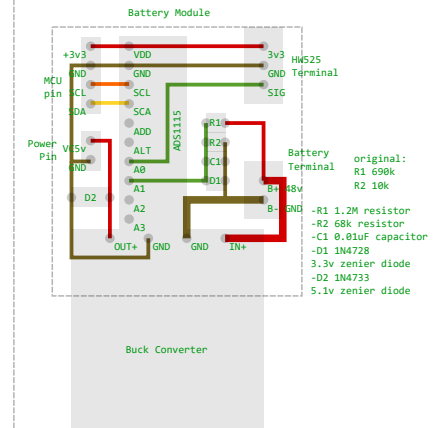 Battery Module
+3v3
GND
MCU
pin
SCL
SDA
VDD
GND
SCL
SCA
ADD
ALT
A0
A1
A2
A3
ADS1115
3v3
GND
SIG
HW525
Terminal
Power
Pin
VC5v
GND
D2
R1
R2
C1
D1
Battery
Terminal
B+ 48v
B- GND
OUT+
GND
GND
IN+
Buck Converter
original:
R1 690k
R2 10k
-R1 1.2M resistor
-R2 68k resistor
-C1 0.01uF capacitor
-D1 1N4728
3.3v zenier diode
-D2 1N4733
5.1v zenier diode